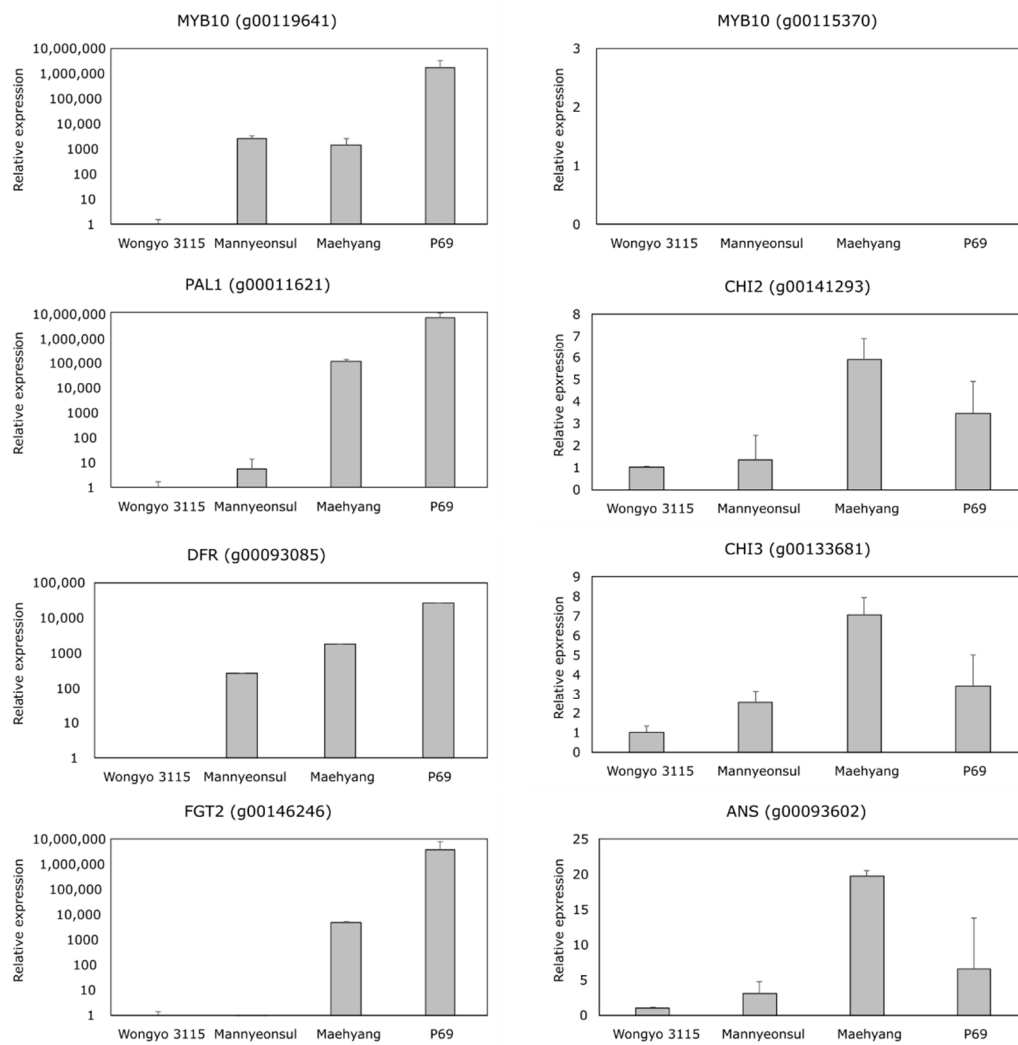 MYB10 (g00119641)
Relative expression
10,000,000
1,000,000
100,000
10,000
1000
100
10
1
Wongyo 3115 Mannyeonsul Maehyang P69
MYB10 (g00115370)
Relative expression
3
2
1
0
Wongyo 3115 Mannyeonsul Maehyang P69
PAL1 (g00011621)
Relative expression
10,000,000
1,000,000
100,000
10,000
1000
100
10
1
Wongyo 3115 Mannyeonsul Maehyang P69
CHI2 (g00141293)
Relative epxression
8
7
6
5
4
3
2
1
0
Wongyo 3115 Mannyeonsul Maehyang P69
DFR (g00093085)
Relative expression
100,000
10,000
1000
100
10
1
Wongyo 3115 Mannyeonsul Maehyang P69
CHI3 (g00133681)
Relative epxression
9
8
7
6
5
4
3
2
1
0
Wongyo 3115 Mannyeonsul Maehyang P69
FGT2 (g00146246)
Relative expression
10,000,000
1,000,000
100,000
10,000
1000
100
10
1
Wongyo 3115 Mannyeonsul Maehyang P69
ANS (g00093602)
Relative epxression
25
20
15
10
5
0
Wongyo 3115 Mannyeonsul Maehyang P69